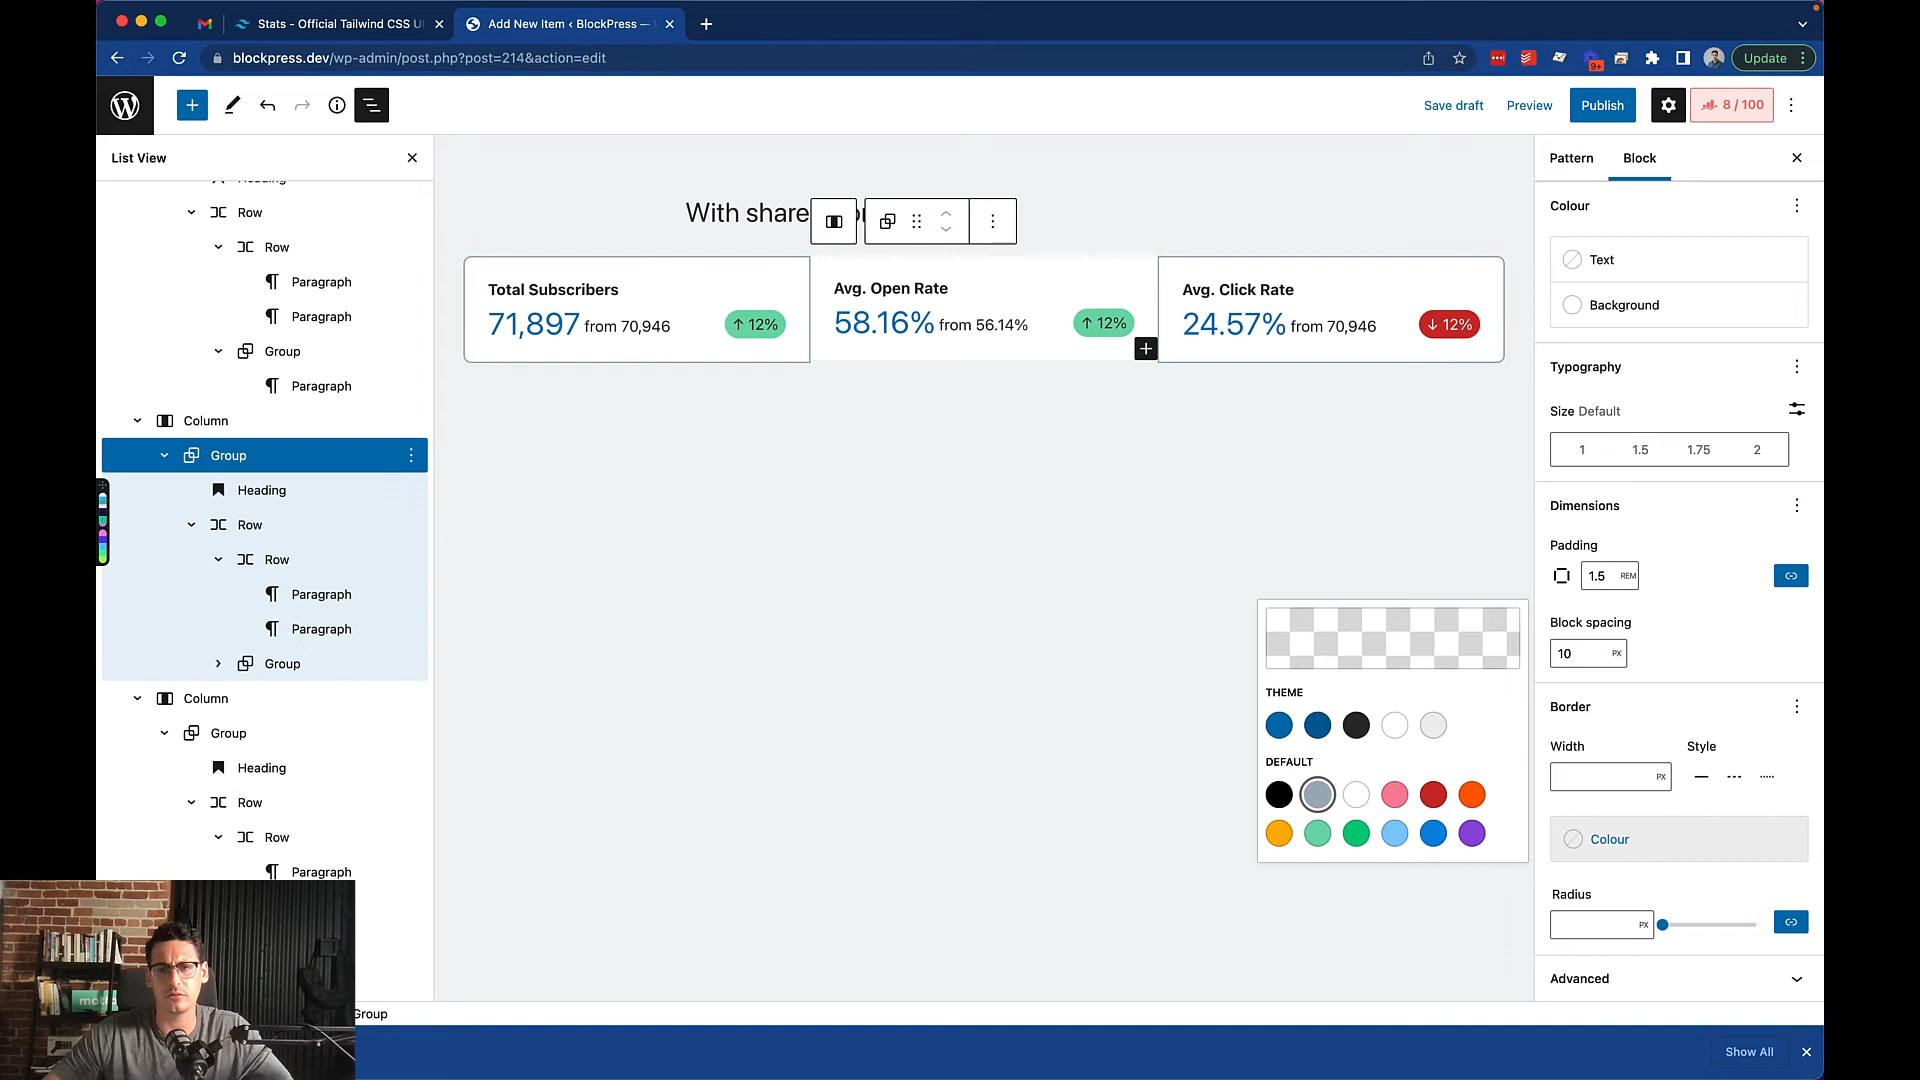 Stats - Official Tailwind CSS UI
Add New Item ‹ BlockPress —
blockpress.dev/wp-admin/post.php?post=214&action=edit
9+
Update
Save draft
Preview
Publish
8 / 100
List View
Heading
Row
Row
Paragraph
Paragraph
Group
Paragraph
Column
Group
Heading
Row
Row
Paragraph
Paragraph
Group
Column
Group
Heading
Row
Row
Paragraph
With share
Total Subscribers
71,897 from 70,946
↑ 12%
Avg. Open Rate
58.16% from 56.14%
↑ 12%
Avg. Click Rate
24.57% from 70,946
↓ 12%
THEME
DEFAULT
Pattern
Block
Colour
Text
Background
Typography
Size Default
1 1.5 1.75 2
Dimensions
Padding
1.5 REM
Block spacing
10 PX
Border
Width
Style
PX
Colour
Radius
PX
Advanced
Group
Show All